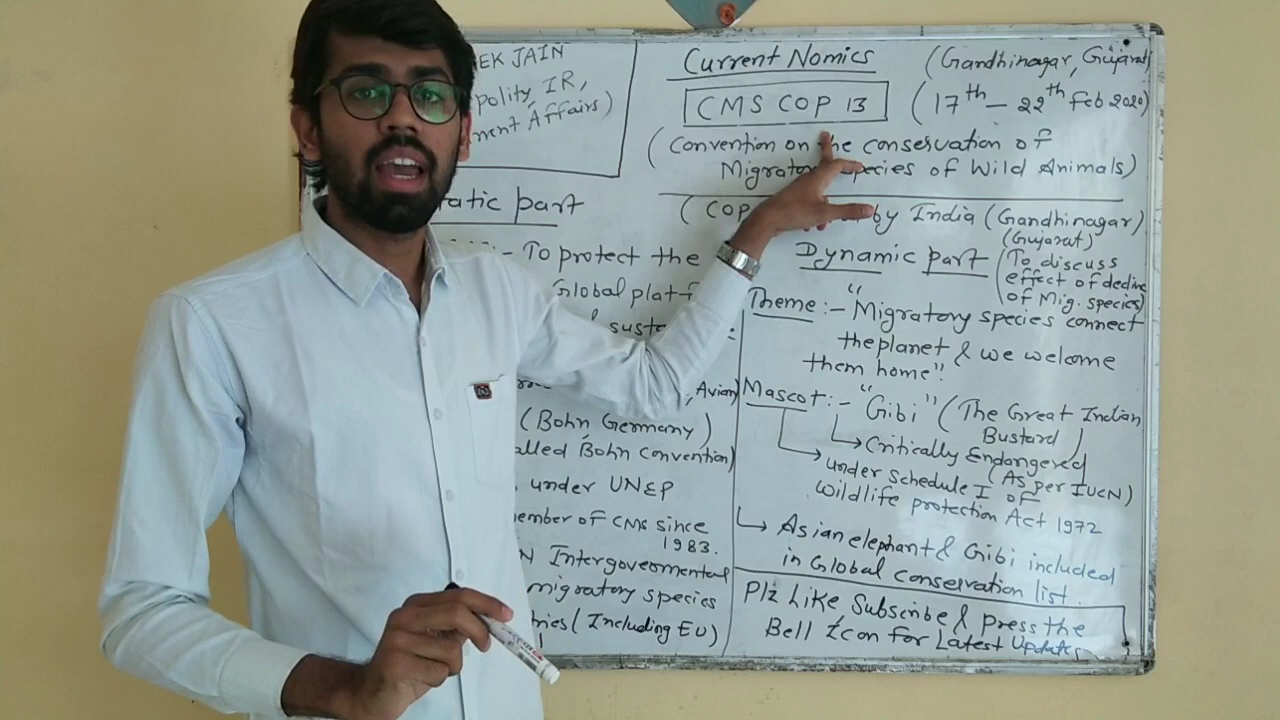 EK JAIN
polity, IR,
ment Affairs)
Current Nomics
(Gandhinagar, Gujarat)
CMS COP 13
(17th - 22th Feb 2020)
(Convention on the conservation of
Migratory Species of Wild Animals)
atic part
(COP by India (Gandhinagar)
(Gujarat)
:- To protect the
Global platf
sust
, Avian)
(Bohn, Germany)
alled Bohn Convention)
under UNEP
ember of CMS since
1983.
N Intergovernmental
migratory species
tries (Including EU)
Dynamic part
(To discuss
effect of decline
of Mig. species)
Theme :- "Migratory species connect
the planet & we welcome
them home".
Mascot :- "Gibi" (The Great Indian
Bustard)
Critically Endangered
(As per IUCN)
under schedule I of
wildlife protection Act 1972
Asian elephant & Gibi included
in Global conservation list.
Plz Like Subscribe & press the
Bell Icon for Latest Updates